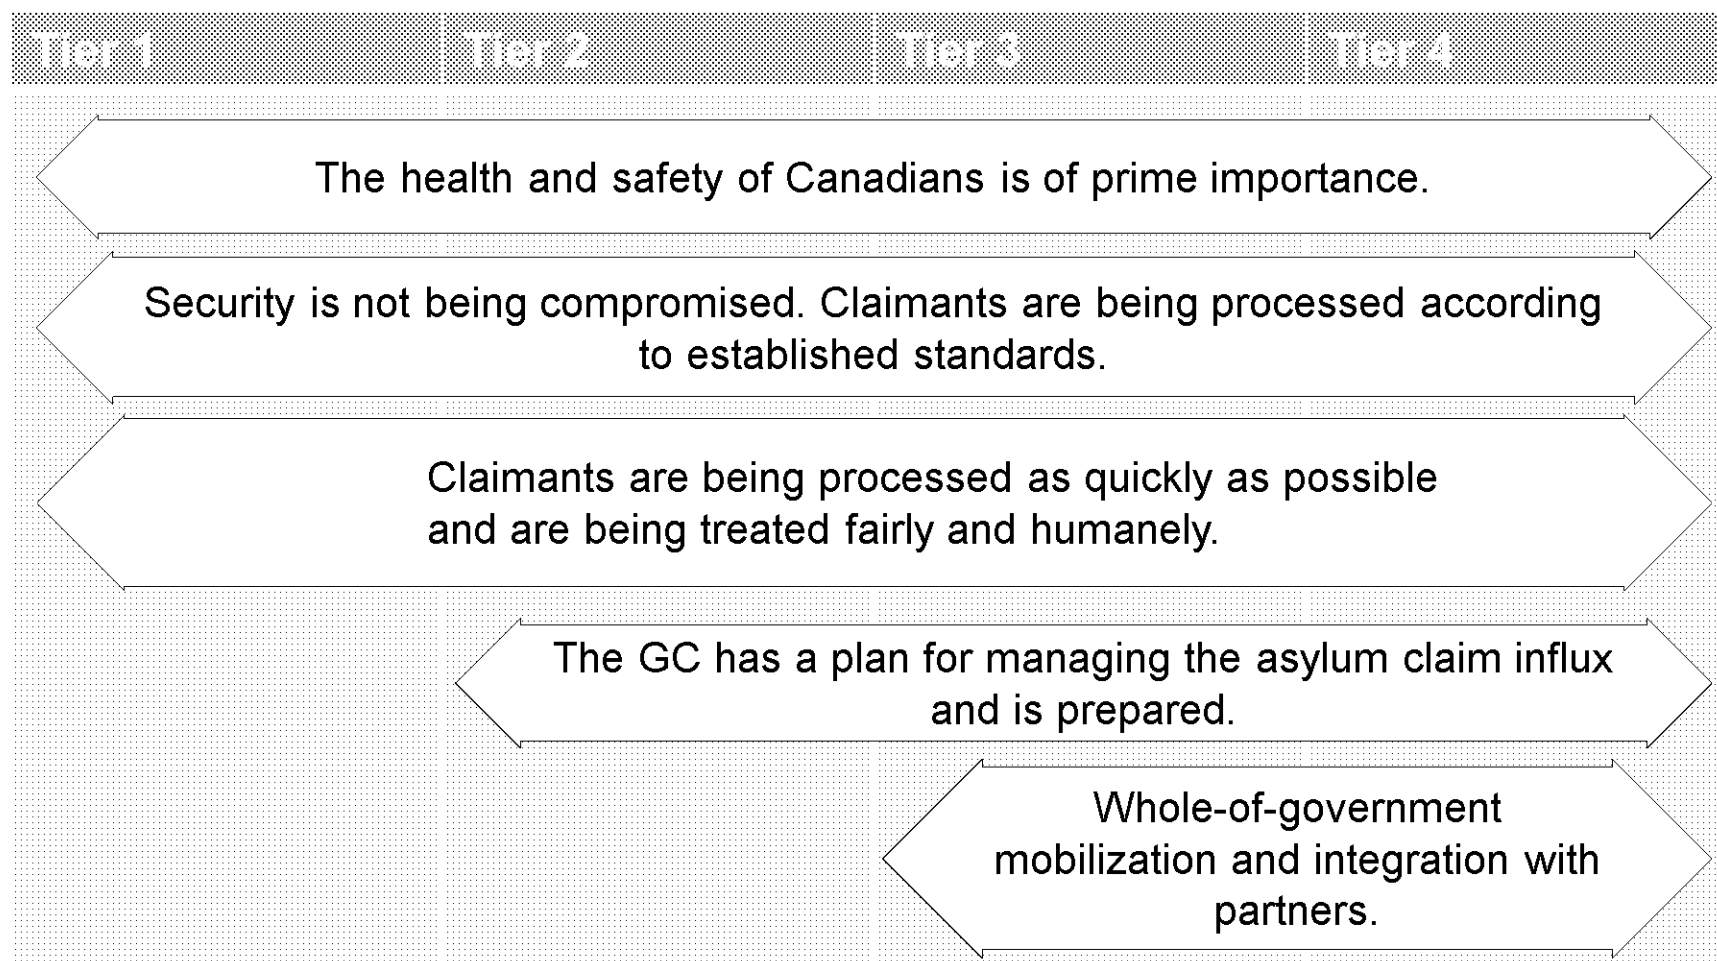 Tier 1 Tier 2 Tier 3 Tier 4
The health and safety of Canadians is of prime importance.
Security is not being compromised. Claimants are being processed according
to established standards.
Claimants are being processed as quickly as possible
and are being treated fairly and humanely.
The GC has a plan for managing the asylum claim influx
and is prepared.
Whole-of-government
mobilization and integration with
partners.